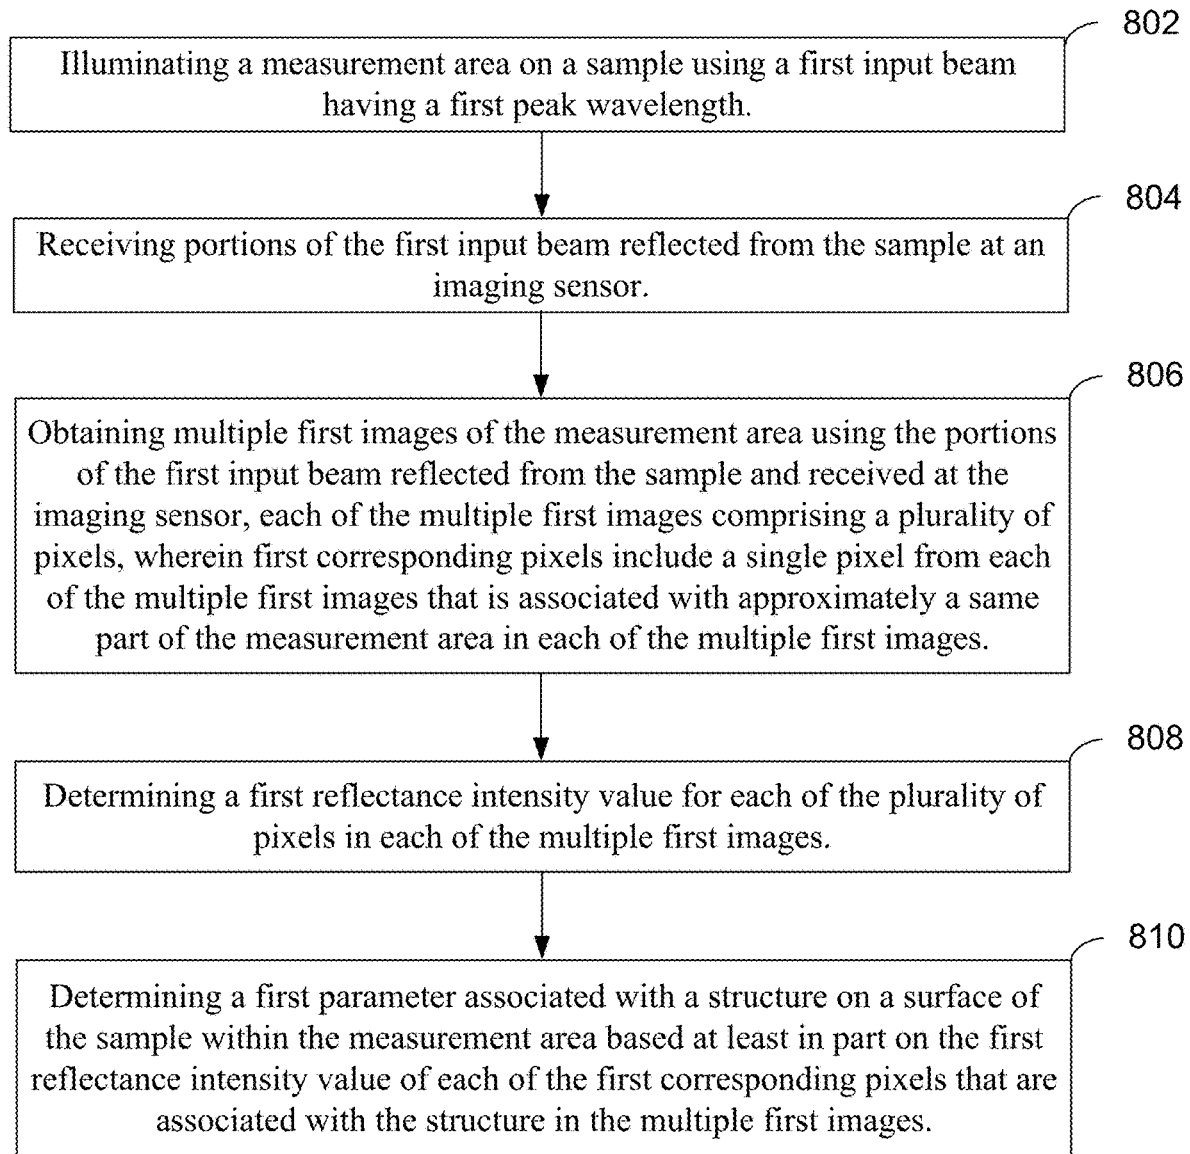 802
Illuminating a measurement area on a sample using a first input beam
having a first peak wavelength.
804
Receiving portions of the first input beam reflected from the sample at an
imaging sensor.
806
Obtaining multiple first images of the measurement area using the portions
of the first input beam reflected from the sample and received at the
imaging sensor, each of the multiple first images comprising a plurality of
pixels, wherein first corresponding pixels include a single pixel from each
of the multiple first images that is associated with approximately a same
part of the measurement area in each of the multiple first images.
808
Determining a first reflectance intensity value for each of the plurality of
pixels in each of the multiple first images.
810
Determining a first parameter associated with a structure on a surface of
the sample within the measurement area based at least in part on the first
reflectance intensity value of each of the first corresponding pixels that are
associated with the structure in the multiple first images.